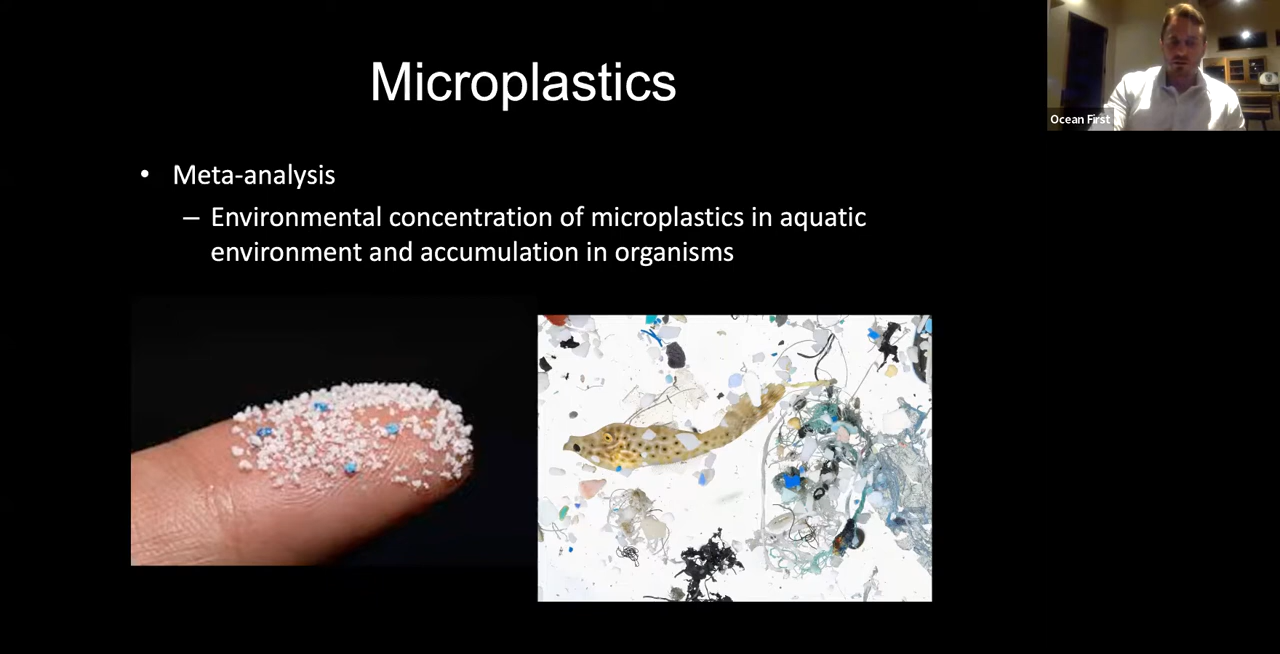 Microplastics
Ocean First
• Meta-analysis
– Environmental concentration of microplastics in aquatic
environment and accumulation in organisms